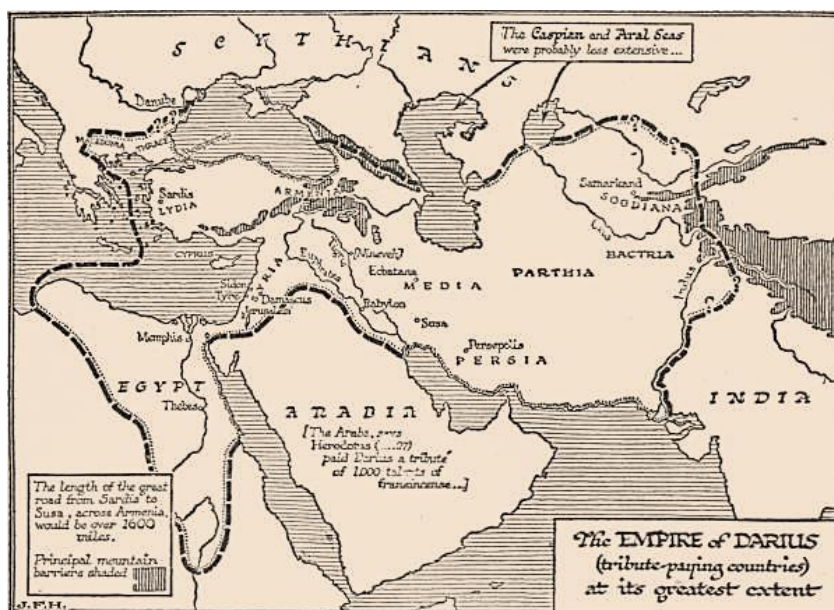 SCYTHIANS
The Caspian and Aral Seas
were probably less extensive...
Danube
THRACE
Sardis
LYDIA
ARMENIA
Samarkand
SOGDIANA
BACTRIA
CYPRUS
SYRIA
Euphrates
Tigris
[Nineveh]
Ecbatana
MEDIA
PARTHIA
Indus
Sidon
Tyre
Damascus
Jerusalem
Babylon
Susa
Memphis
Persepolis
PERSIA
EGYPT
Thebes
ARABIA
INDIA
[The Arabs, says
Herodotus
paid Darius a tribute
of 1,000 talents of
frankincense...]
The length of the great
road from Sardis to
Susa, across Armenia,
would be over 1600
miles.
Principal mountain
barriers shaded
The EMPIRE of DARIUS
(tribute-paying countries)
at its greatest extent
J.F.H.